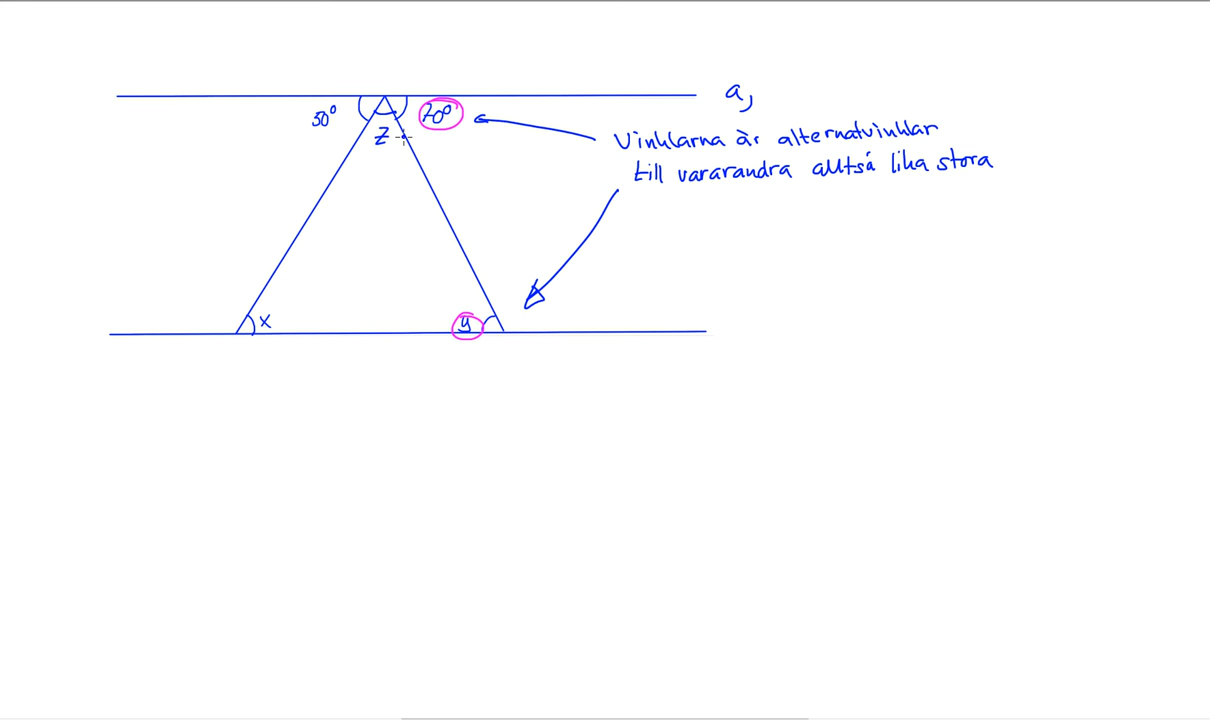 a,
50°
70°
Z
Vinklarna är alternatvinklar
till vararandra alltså lika stora
x
y